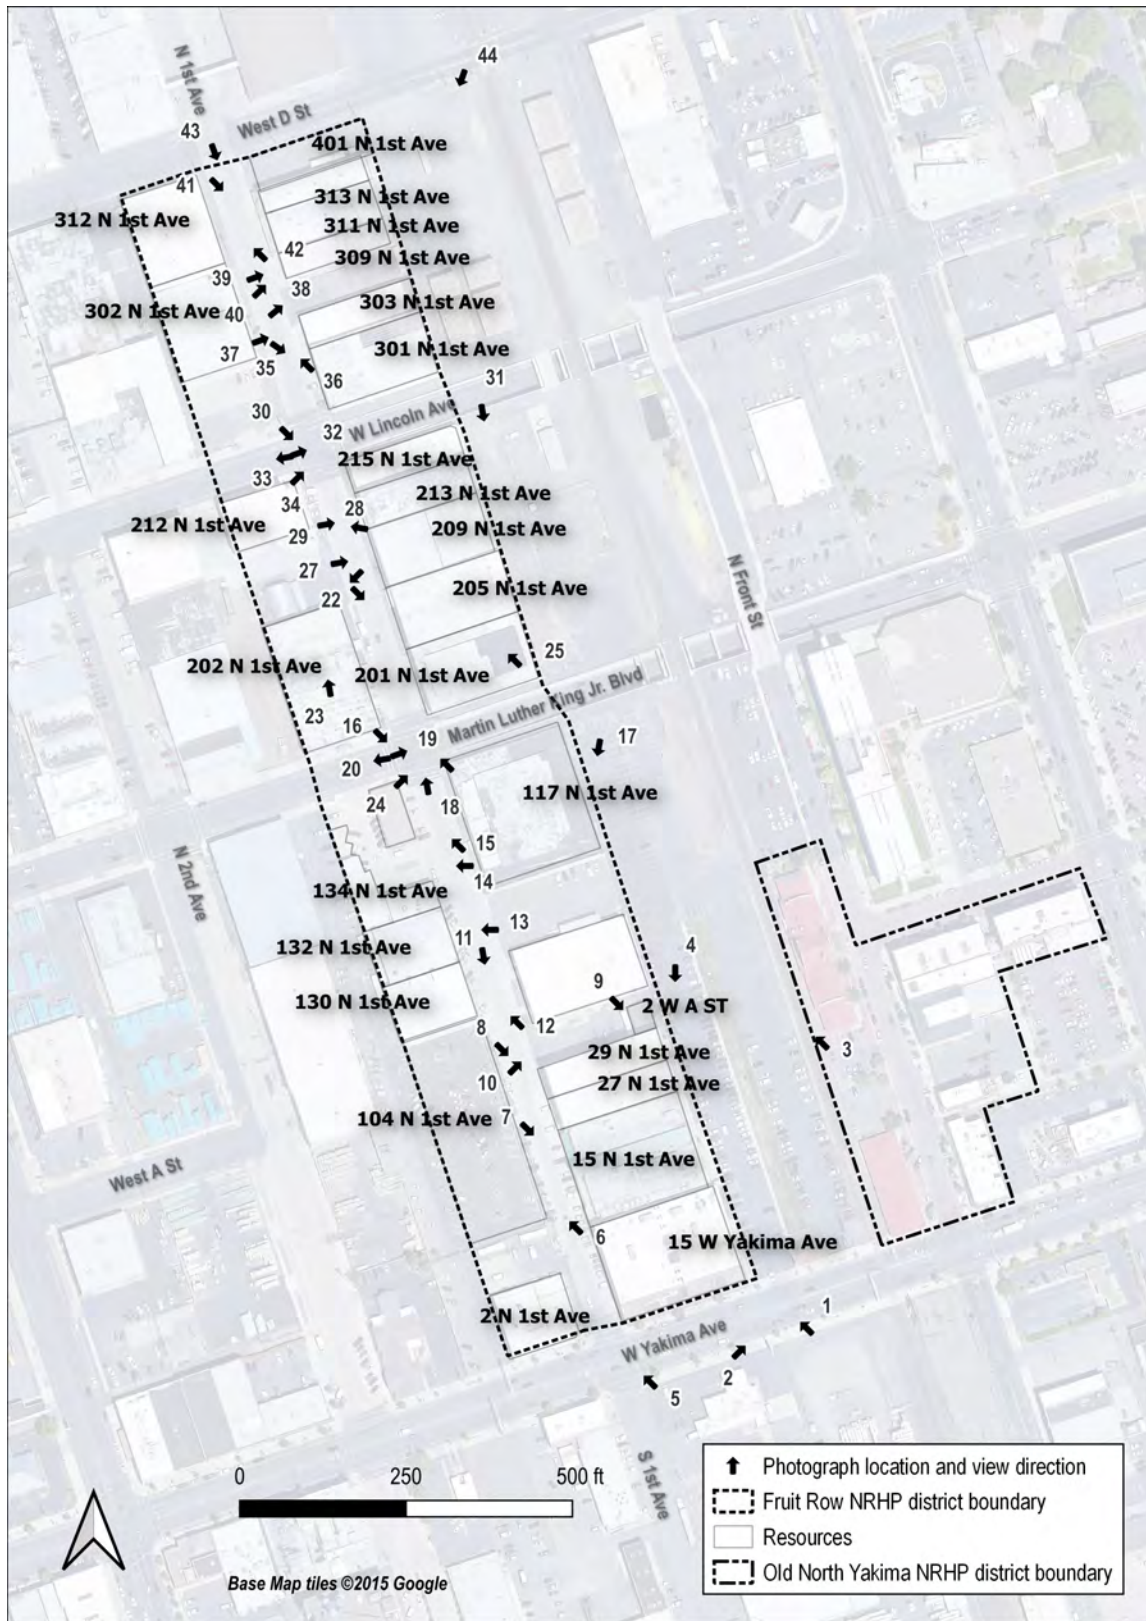 44
N 1st Ave
43
West D St
401 N 1st Ave
41
313 N 1st Ave
312 N 1st Ave
311 N 1st Ave
42
309 N 1st Ave
39
38
303 N 1st Ave
302 N 1st Ave
40
301 N 1st Ave
37
35
36
31
30
32
W Lincoln Ave
215 N 1st Ave
33
34
213 N 1st Ave
28
212 N 1st Ave
209 N 1st Ave
29
27
N Front St
205 N 1st Ave
22
25
202 N 1st Ave
201 N 1st Ave
23
16
Martin Luther King Jr. Blvd
19
17
20
117 N 1st Ave
24
18
15
N 2nd Ave
14
134 N 1st Ave
13
11
132 N 1st Ave
4
9
130 N 1st Ave
2 W A ST
12
8
3
29 N 1st Ave
10
27 N 1st Ave
104 N 1st Ave
7
15 N 1st Ave
West A St
6
15 W Yakima Ave
1
2 N 1st Ave
W Yakima Ave
2
5
S 1st Ave
0 250 500 ft
Photograph location and view direction
Fruit Row NRHP district boundary
Resources
Old North Yakima NRHP district boundary
Base Map tiles ©2015 Google